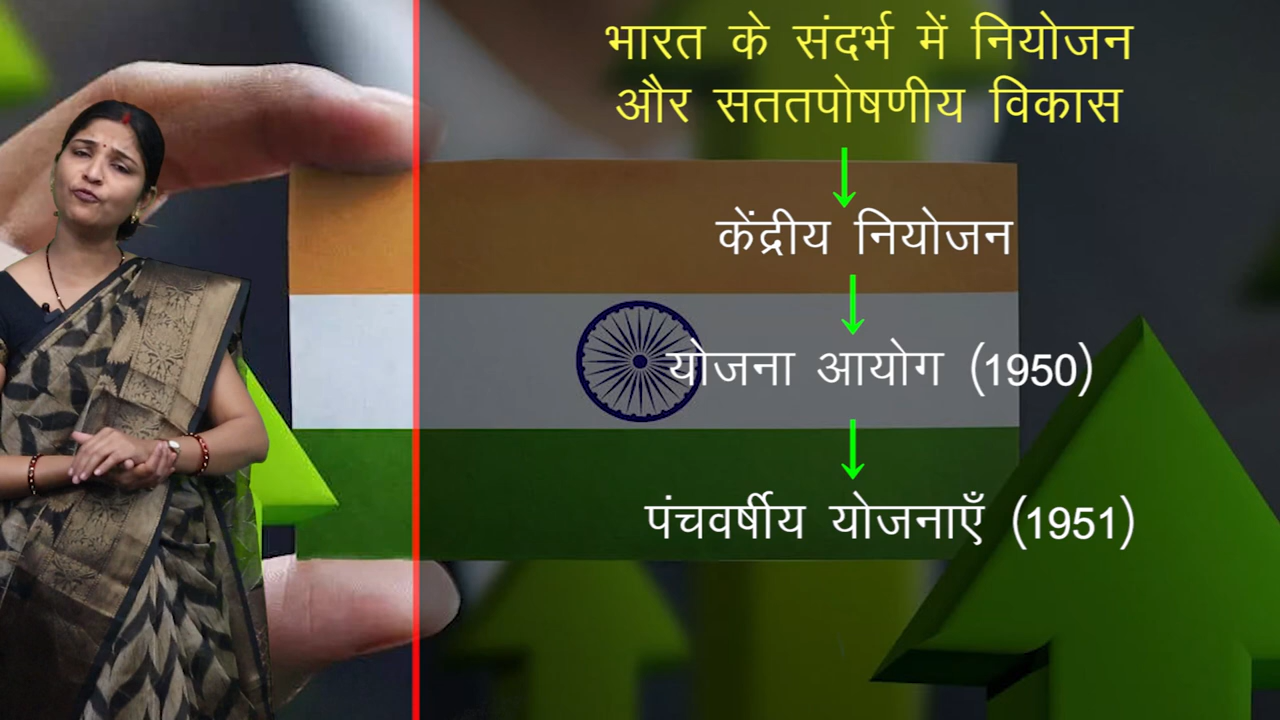 भारत के संदर्भ में नियोजन
और सततपोषणीय विकास
केंद्रीय नियोजन
योजना आयोग (1950)
पंचवर्षीय योजनाएँ (1951)